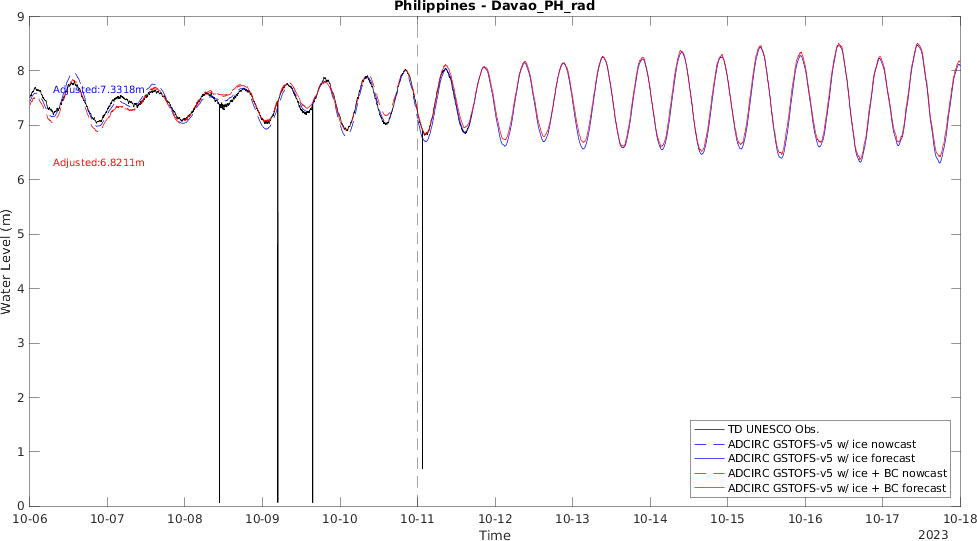 Philippines - Davao_PH_rad
9
8
7
6
5
4
3
2
1
0
Water Level (m)
Adjusted:7.3318m
Adjusted:6.8211m
TD UNESCO Obs.
ADCIRC GSTOFS-v5 w/ ice nowcast
ADCIRC GSTOFS-v5 w/ ice forecast
ADCIRC GSTOFS-v5 w/ ice + BC nowcast
ADCIRC GSTOFS-v5 w/ ice + BC forecast
10-06 10-07 10-08 10-09 10-10 10-11 10-12 10-13 10-14 10-15 10-16 10-17 10-18
Time
2023